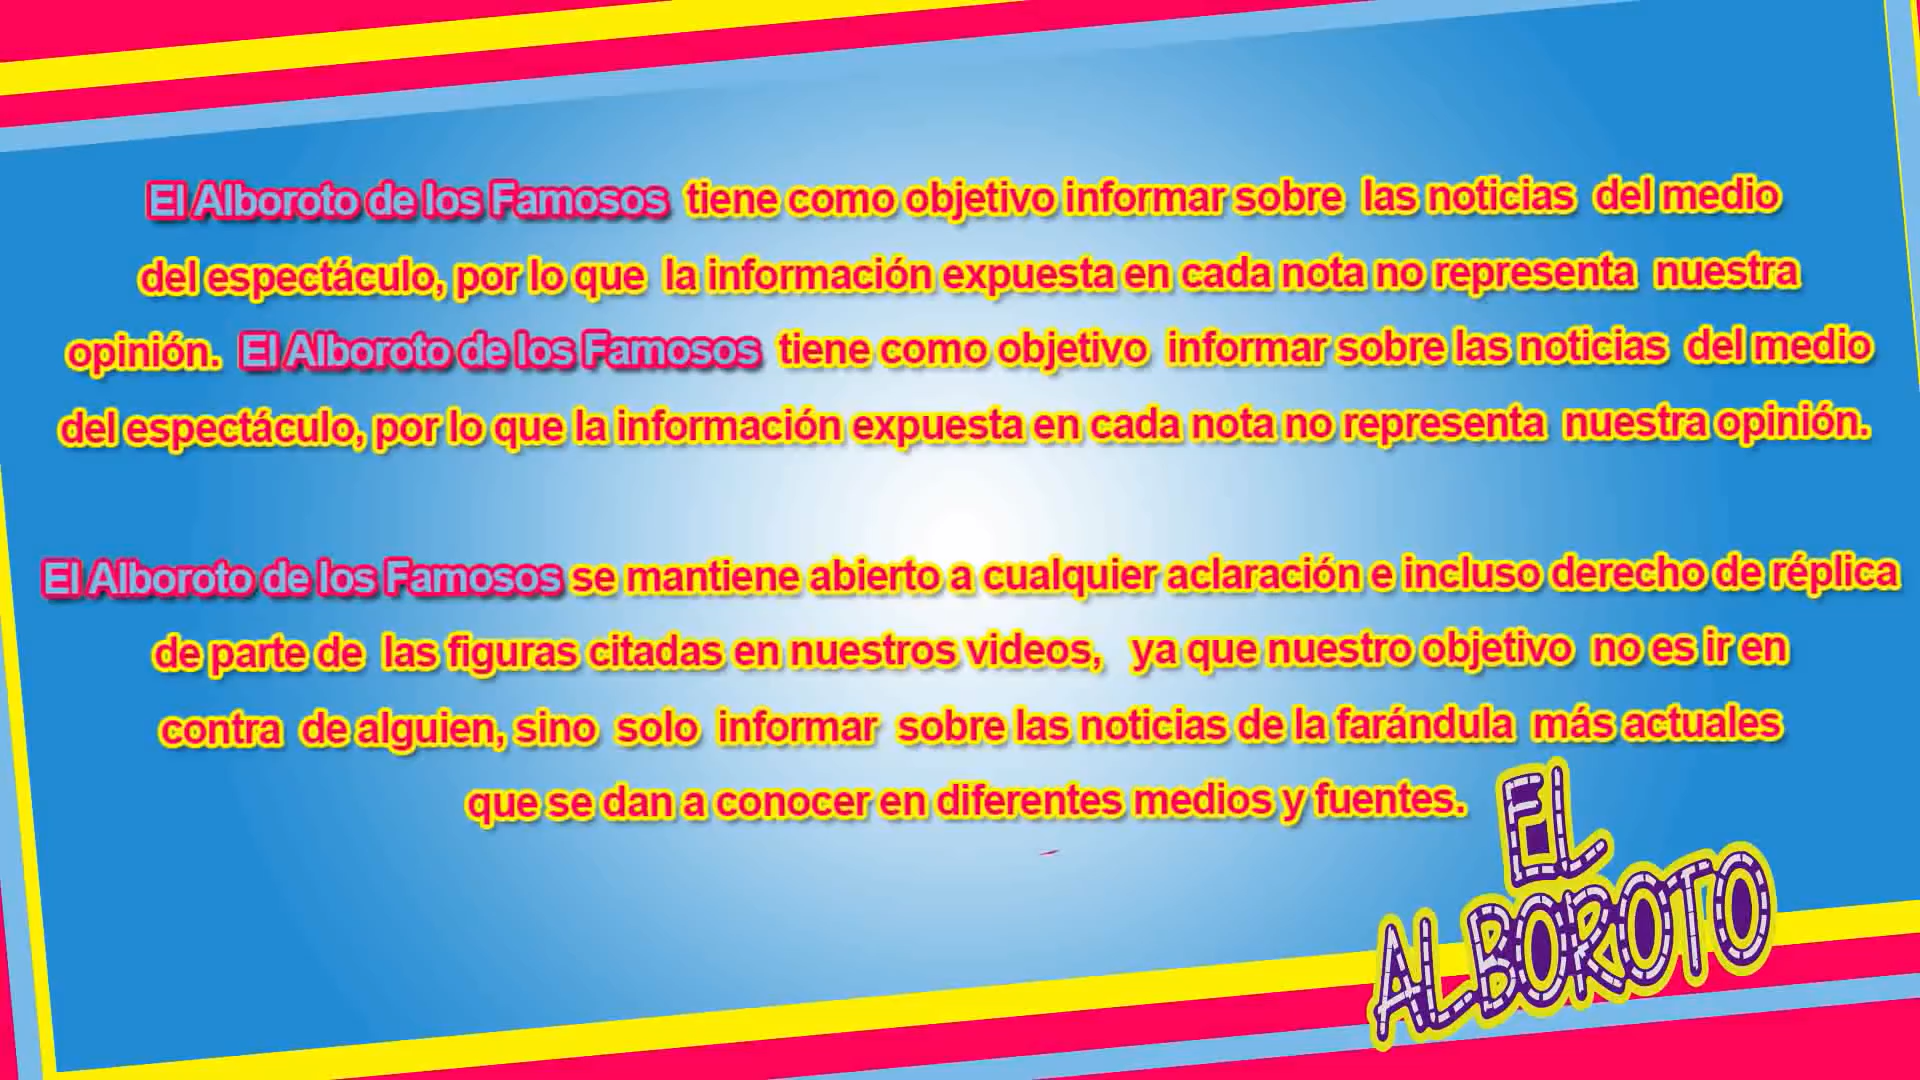 El Alboroto de los Famosos tiene como objetivo informar sobre las noticias del medio
del espectáculo, por lo que la información expuesta en cada nota no representa nuestra
opinión. El Alboroto de los Famosos tiene como objetivo informar sobre las noticias del medio
del espectáculo, por lo que la información expuesta en cada nota no representa nuestra opinión.
El Alboroto de los Famosos se mantiene abierto a cualquier aclaración e incluso derecho de réplica
de parte de las figuras citadas en nuestros videos, ya que nuestro objetivo no es ir en
contra de alguien, sino solo informar sobre las noticias de la farándula más actuales
que se dan a conocer en diferentes medios y fuentes.
EL
ALBOROTO